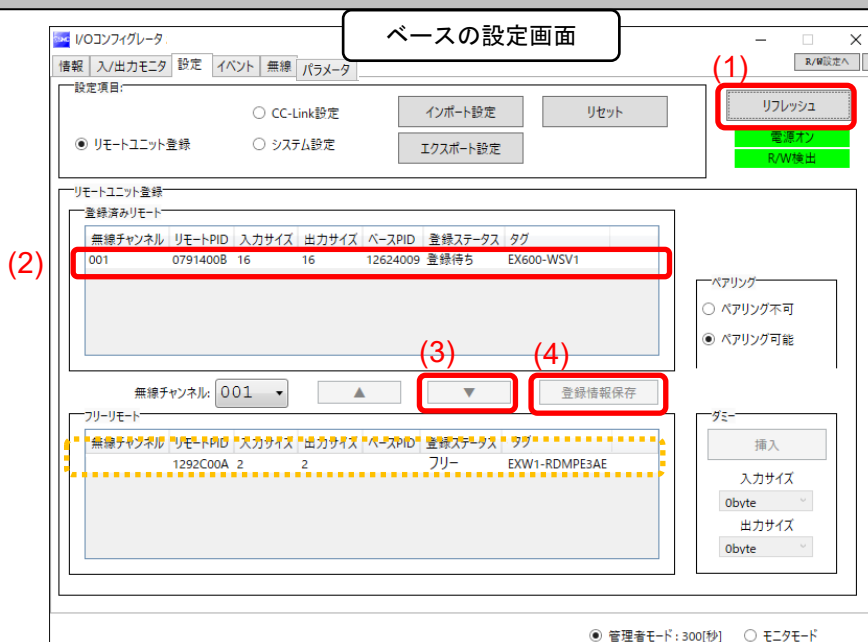 ベースの設定画面
I/Oコンフィグレータ
情報 入/出力モニタ 設定 イベント 無線 パラメータ
R/W設定へ
(1)
設定項目:
CC-Link設定 インポート設定 リセット リフレッシュ
リモートユニット登録 システム設定 エクスポート設定
電源オン
R/W検出
リモートユニット登録
登録済みリモート
無線チャンネル リモートPID 入力サイズ 出力サイズ ベースPID 登録ステータス タグ
(2) 001 0791400B 16 16 12624009 登録待ち EX600-WSV1
ペアリング
ペアリング不可
ペアリング可能
(3) (4)
無線チャンネル: 001 ▲ ▼ 登録情報保存
フリーリモート
無線チャンネル リモートPID 入力サイズ 出力サイズ ベースPID 登録ステータス タグ
1292C00A 2 2 フリー EXW1-RDMPE3AE
ダミー
挿入
入力サイズ
0byte
出力サイズ
0byte
管理者モード : 300[秒] モニタモード